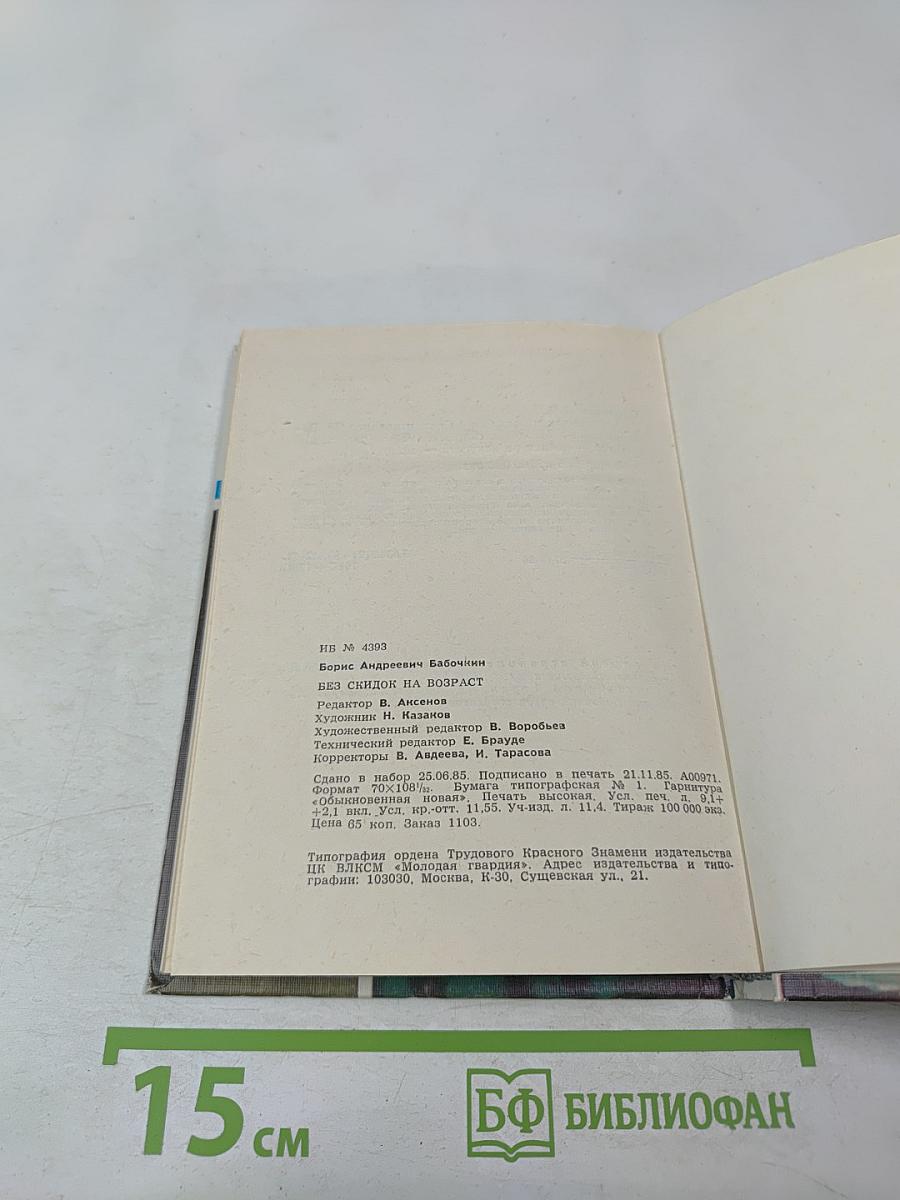 ИБ № 4393
Борис Андреевич Бабочкин
БЕЗ СКИДОК НА ВОЗРАСТ
Редактор В. Аксенов
Художник Н. Казаков
Художественный редактор В. Воробьев
Технический редактор Е. Брауде
Корректоры В. Авдеева, И. Тарасова
Сдано в набор 25.06.85. Подписано в печать 21.11.85. А00971.
Формат 70×108¹/₃₂. Бумага типографская № 1. Гарнитура
«Обыкновенная новая». Печать высокая. Усл. печ. л. 9,1+
+2,1 вкл. Усл. кр.-отт. 11,55. Уч-изд. л. 11,4. Тираж 100 000 экз.
Цена 65 коп. Заказ 1103.
Типография ордена Трудового Красного Знамени издательства
ЦК ВЛКСМ «Молодая гвардия». Адрес издательства и типо-
графии: 103030, Москва, К-30, Сущевская ул., 21.
15 см
БФ БИБЛИОФАН